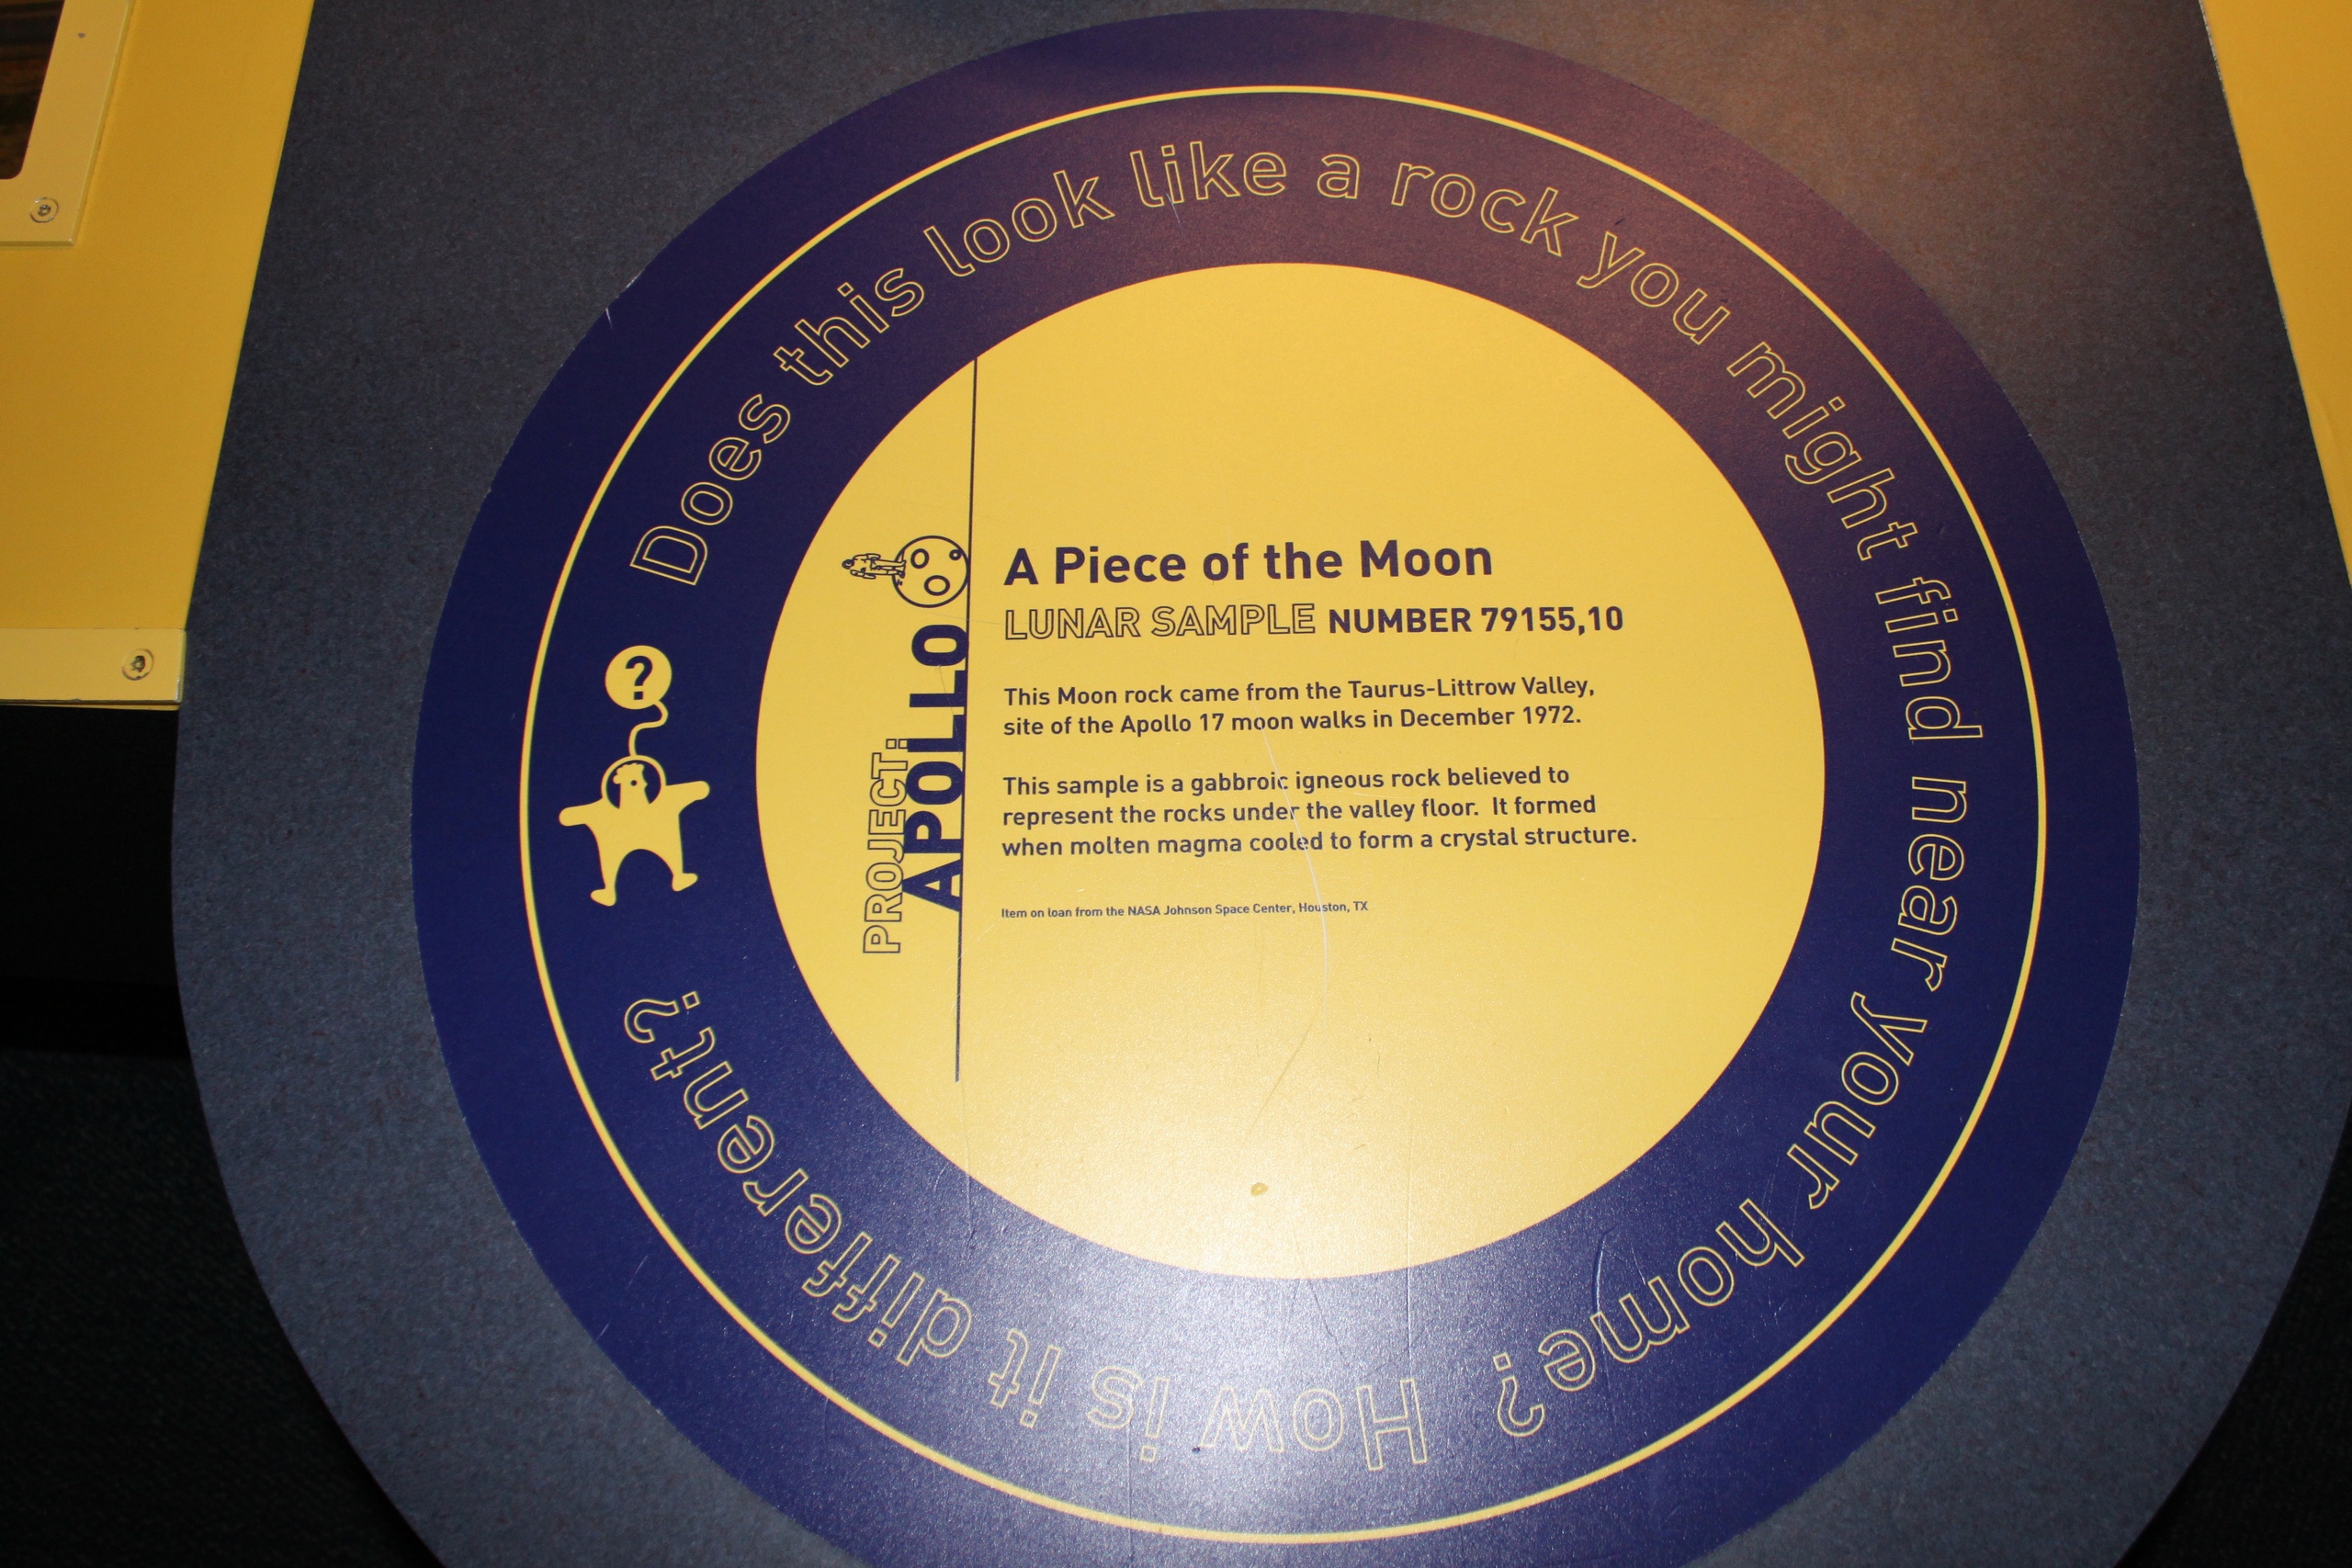 Does this look like a rock you might find near your home? How is it different?
?
PROJECT:
APOLLO
A Piece of the Moon
LUNAR SAMPLE NUMBER 79155,10
This Moon rock came from the Taurus-Littrow Valley,
site of the Apollo 17 moon walks in December 1972.
This sample is a gabbroic igneous rock believed to
represent the rocks under the valley floor. It formed
when molten magma cooled to form a crystal structure.
Item on loan from the NASA Johnson Space Center, Houston, TX